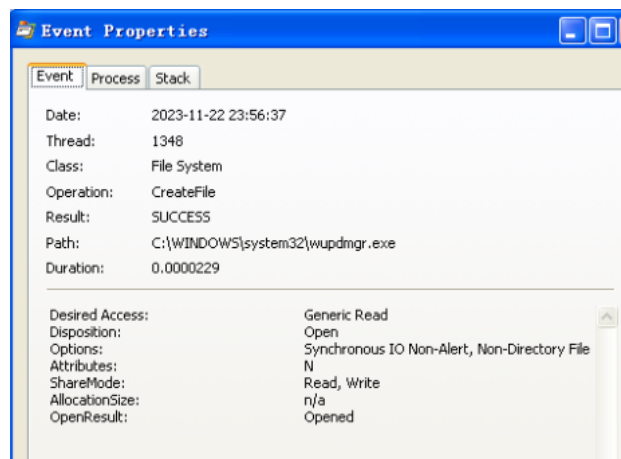 Event Properties
Event Process Stack
Date: 2023-11-22 23:56:37
Thread: 1348
Class: File System
Operation: CreateFile
Result: SUCCESS
Path: C:\WINDOWS\system32\wupdmgr.exe
Duration: 0.0000229
Desired Access: Generic Read
Disposition: Open
Options: Synchronous IO Non-Alert, Non-Directory File
Attributes: N
ShareMode: Read, Write
AllocationSize: n/a
OpenResult: Opened